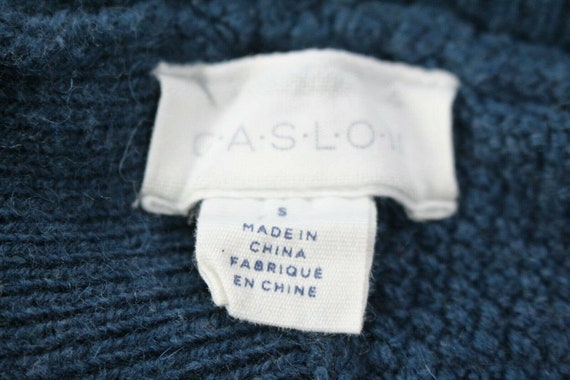 C·A·S·L·O·N
S
MADE IN
CHINA
FABRIQUÉ
EN CHINE